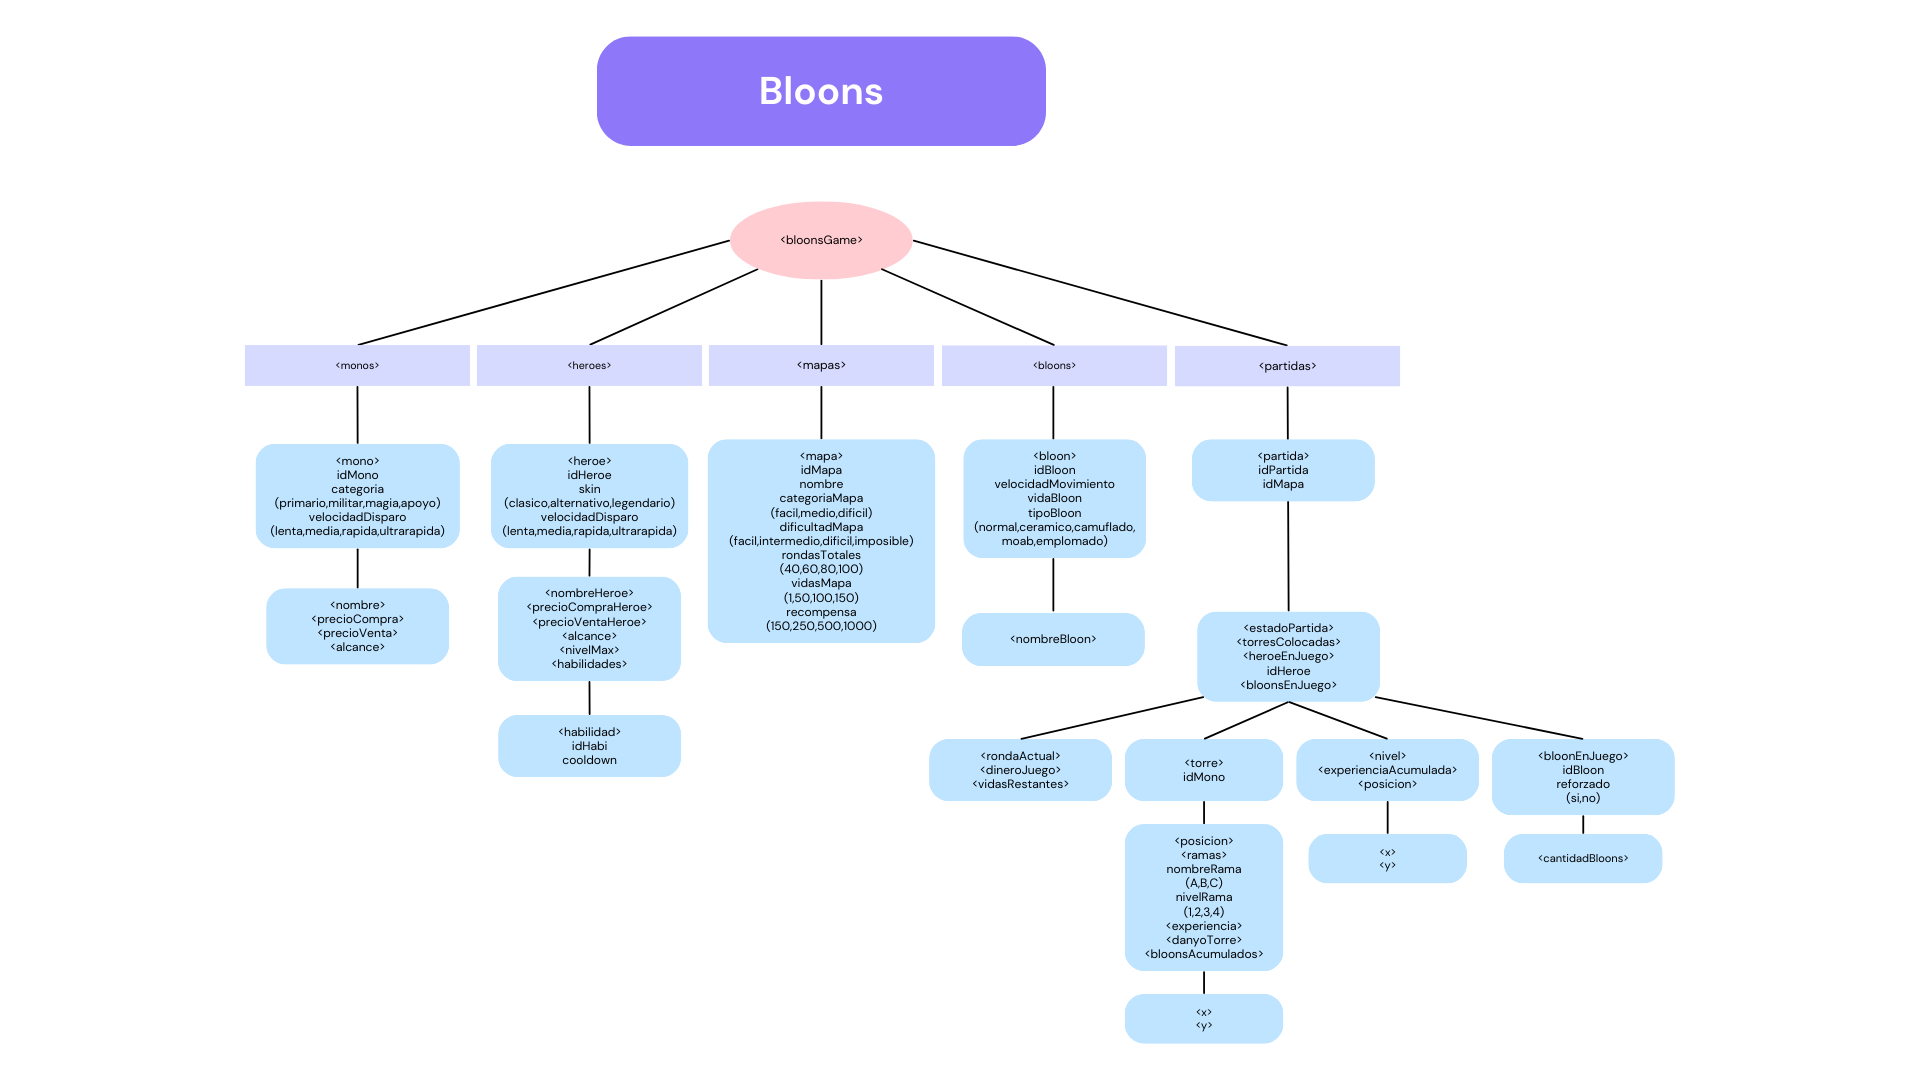 Bloons
<bloonsGame>
<monos>
<heroes>
<mapas>
<bloons>
<partidas>
<mono>
idMono
categoria
(primario,militar,magia,apoyo)
velocidadDisparo
(lenta,media,rapida,ultrarapida)
<nombre>
<precioCompra>
<precioVenta>
<alcance>
<heroe>
idHeroe
skin
(clasico,alternativo,legendario)
velocidadDisparo
(lenta,media,rapida,ultrarapida)
<nombreHeroe>
<precioCompraHeroe>
<precioVentaHeroe>
<alcance>
<nivelMax>
<habilidades>
<habilidad>
idHabi
cooldown
<mapa>
idMapa
nombre
categoriaMapa
(facil,medio,dificil)
dificultadMapa
(facil,intermedio,dificil,imposible)
rondasTotales
(40,60,80,100)
vidasMapa
(1,50,100,150)
recompensa
(150,250,500,1000)
<bloon>
idBloon
velocidadMovimiento
vidaBloon
tipoBloon
(normal,ceramico,camuflado,
moab,emplomado)
<nombreBloon>
<partida>
idPartida
idMapa
<estadoPartida>
<torresColocadas>
<heroeEnJuego>
idHeroe
<bloonsEnJuego>
<rondaActual>
<dineroJuego>
<vidasRestantes>
<torre>
idMono
<posicion>
<ramas>
nombreRama
(A,B,C)
nivelRama
(1,2,3,4)
<experiencia>
<danyoTorre>
<bloonsAcumulados>
<x>
<y>
<nivel>
<experienciaAcumulada>
<posicion>
<x>
<y>
<bloonEnJuego>
idBloon
reforzado
(si,no)
<cantidadBloons>